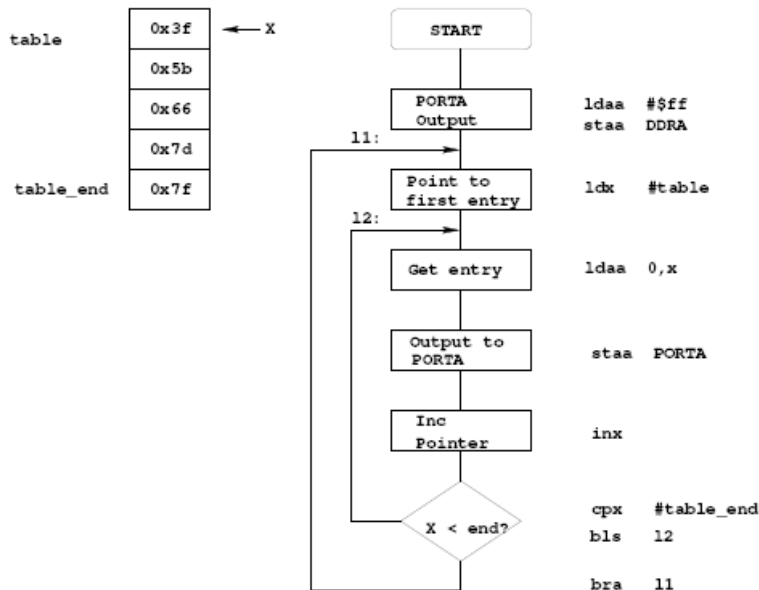 table
0x3f
X
0x5b
0x66
0x7d
table_end
0x7f
START
PORTA
Output
ldaa #$ff
staa DDRA
l1:
Point to
first entry
ldx #table
l2:
Get entry
ldaa 0,x
Output to
PORTA
staa PORTA
Inc
Pointer
inx
X < end?
cpx #table_end
bls l2
bra l1